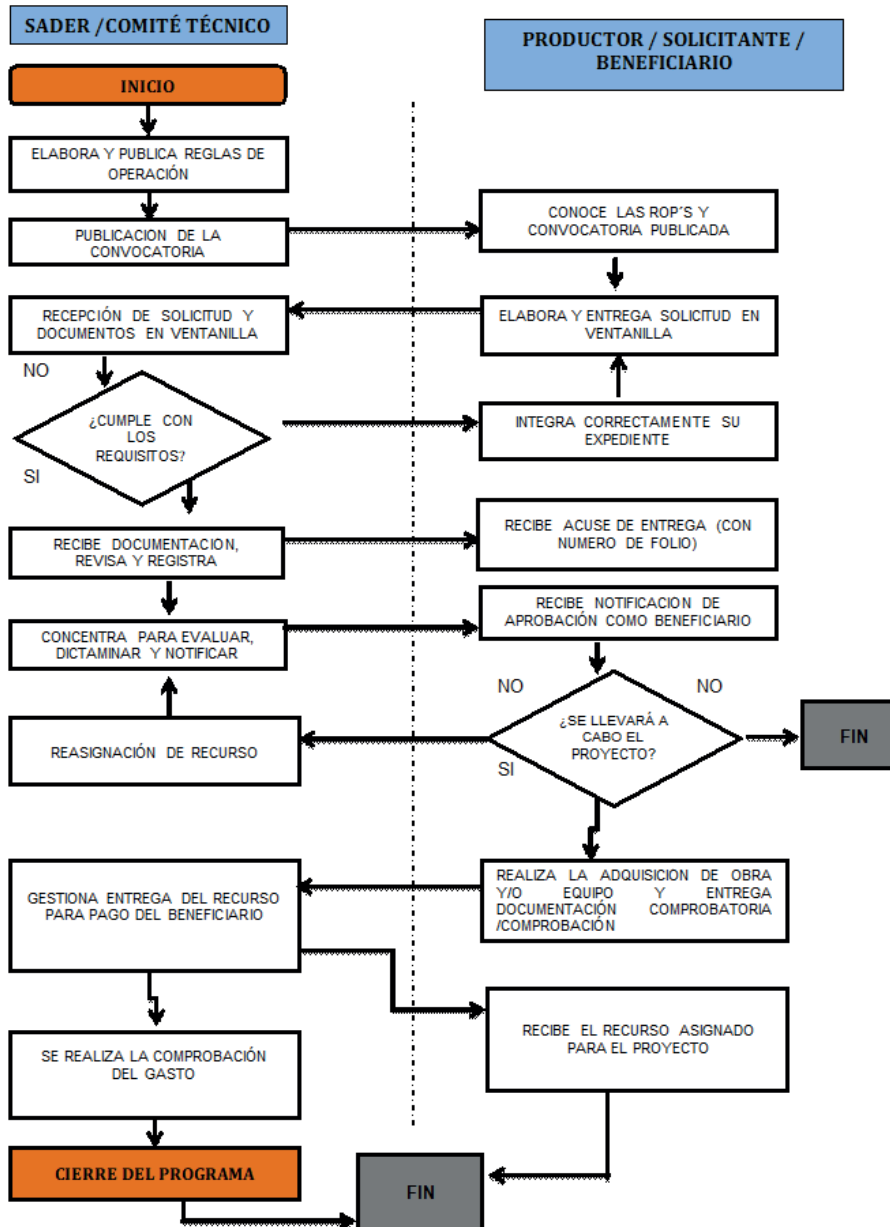 SADER /COMITÉ TÉCNICO
PRODUCTOR / SOLICITANTE /
BENEFICIARIO
INICIO
ELABORA Y PUBLICA REGLAS DE
OPERACIÓN
PUBLICACION DE LA
CONVOCATORIA
CONOCE LAS ROP´S Y
CONVOCATORIA PUBLICADA
RECEPCIÓN DE SOLICITUD Y
DOCUMENTOS EN VENTANILLA
ELABORA Y ENTREGA SOLICITUD EN
VENTANILLA
NO
¿CUMPLE CON
LOS
REQUISITOS?
SI
INTEGRA CORRECTAMENTE SU
EXPEDIENTE
RECIBE DOCUMENTACION,
REVISA Y REGISTRA
RECIBE ACUSE DE ENTREGA (CON
NUMERO DE FOLIO)
CONCENTRA PARA EVALUAR,
DICTAMINAR Y NOTIFICAR
RECIBE NOTIFICACION DE
APROBACIÓN COMO BENEFICIARIO
NO
NO
¿SE LLEVARÁ A
CABO EL
PROYECTO?
SI
FIN
REASIGNACIÓN DE RECURSO
REALIZA LA ADQUISICION DE OBRA
Y/O EQUIPO Y ENTREGA
DOCUMENTACIÓN COMPROBATORIA
/COMPROBACIÓN
GESTIONA ENTREGA DEL RECURSO
PARA PAGO DEL BENEFICIARIO
RECIBE EL RECURSO ASIGNADO
PARA EL PROYECTO
SE REALIZA LA COMPROBACIÓN
DEL GASTO
CIERRE DEL PROGRAMA
FIN